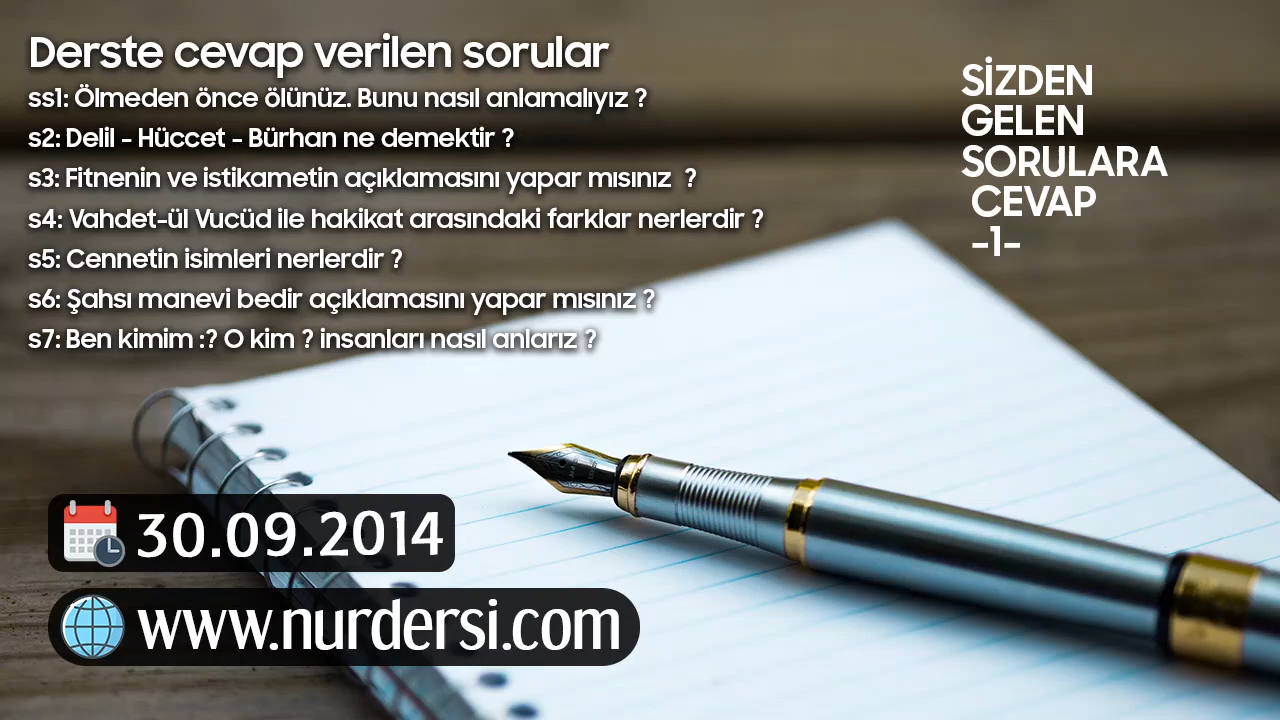 Derste cevap verilen sorular
ss1: Ölmeden önce ölünüz. Bunu nasıl anlamalıyız ?
s2: Delil - Hüccet - Bürhan ne demektir ?
s3: Fitnenin ve istikametin açıklamasını yapar mısınız  ?
s4: Vahdet-ül Vucüd ile hakikat arasındaki farklar nerlerdir ?
s5: Cennetin isimleri nerlerdir ?
s6: Şahsı manevi bedir açıklamasını yapar mısınız ?
s7: Ben kimim :? O kim ? insanları nasıl anlarız ?
SİZDEN
GELEN
SORULARA
CEVAP
-1-
30.09.2014
www.nurdersi.com